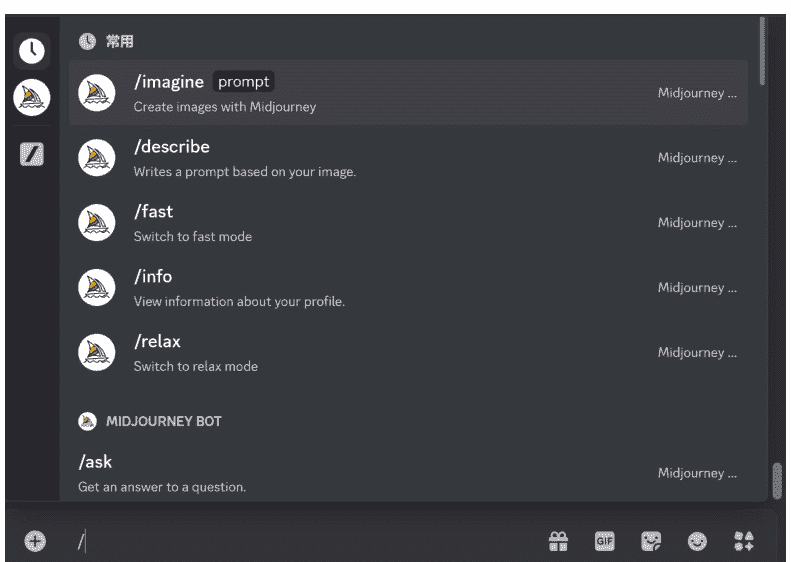 常用
/imagine prompt
Create images with Midjourney
Midjourney ...
/describe
Writes a prompt based on your image.
Midjourney ...
/fast
Switch to fast mode
Midjourney ...
/info
View information about your profile.
Midjourney ...
/relax
Switch to relax mode
Midjourney ...
MIDJOURNEY BOT
/ask
Get an answer to a question.
Midjourney ...
/
GIF